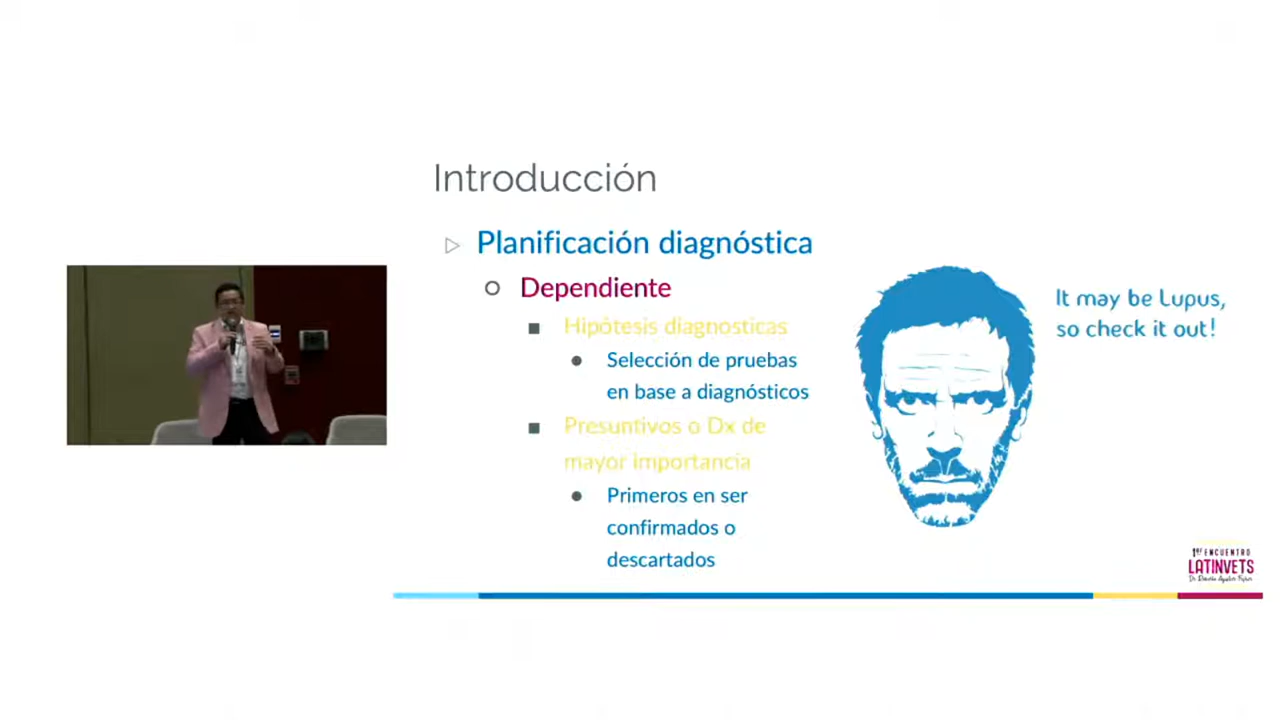 Introducción
Planificación diagnóstica
Dependiente
Hipótesis diagnosticas
Selección de pruebas
en base a diagnósticos
Presuntivos o Dx de
mayor importancia
Primeros en ser
confirmados o
descartados
It may be Lupus,
so check it out!
1er ENCUENTRO
LATINVETS